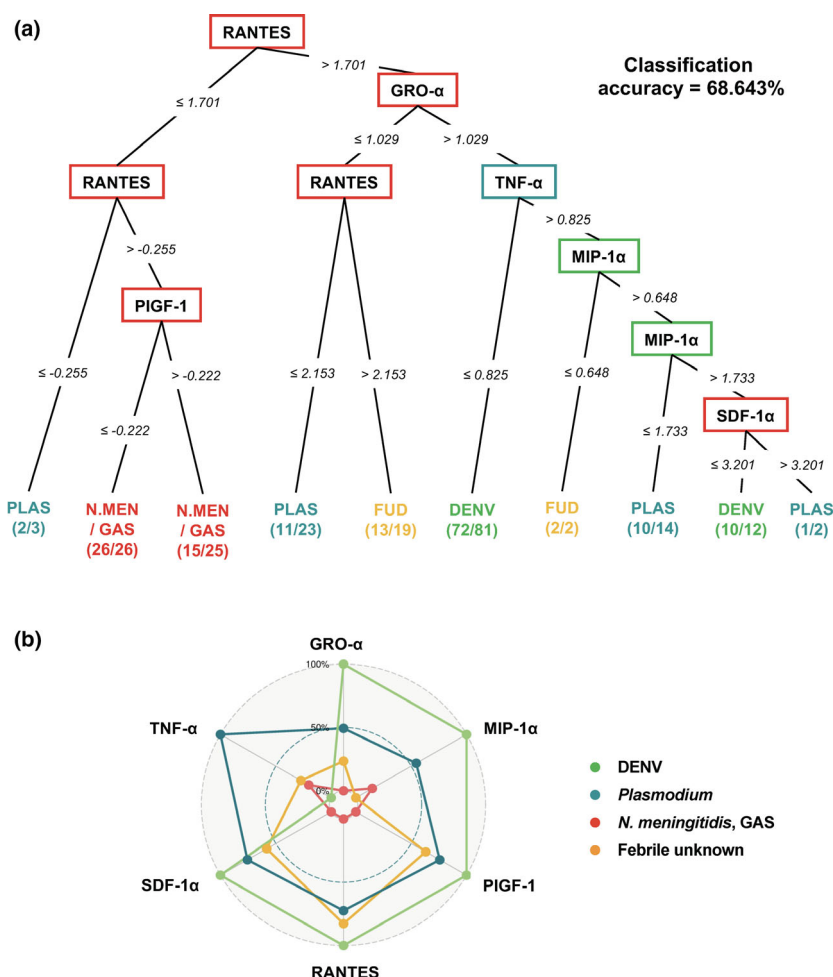 (a)
RANTES
> 1.701
Classification
accuracy = 68.643%
GRO-α
≤ 1.701
≤ 1.029
> 1.029
RANTES
RANTES
TNF-α
> 0.825
> -0.255
MIP-1α
PIGF-1
> 0.648
MIP-1α
≤ -0.255
> -0.222
≤ 2.153
> 2.153
≤ 0.825
≤ 0.648
> 1.733
SDF-1α
≤ -0.222
≤ 1.733
≤ 3.201
> 3.201
PLAS
(2/3)
N.MEN
/ GAS
(26/26)
N.MEN
/ GAS
(15/25)
PLAS
(11/23)
FUD
(13/19)
DENV
(72/81)
FUD
(2/2)
PLAS
(10/14)
DENV
(10/12)
PLAS
(1/2)
(b)
GRO-α
100%
TNF-α
50%
MIP-1α
0%
SDF-1α
PIGF-1
RANTES
DENV
Plasmodium
N. meningitidis, GAS
Febrile unknown